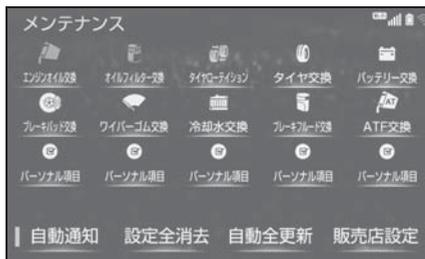 メンテナンス
エンジンオイル交換 オイルフィルター交換 タイヤローテイション タイヤ交換 バッテリー交換
ブレーキパッド交換 ワイパーゴム交換 冷却水交換 ブレーキフルード交換 ATF交換
パーソナル項目 パーソナル項目 パーソナル項目 パーソナル項目 パーソナル項目
自動通知 設定全消去 自動全更新 販売店設定